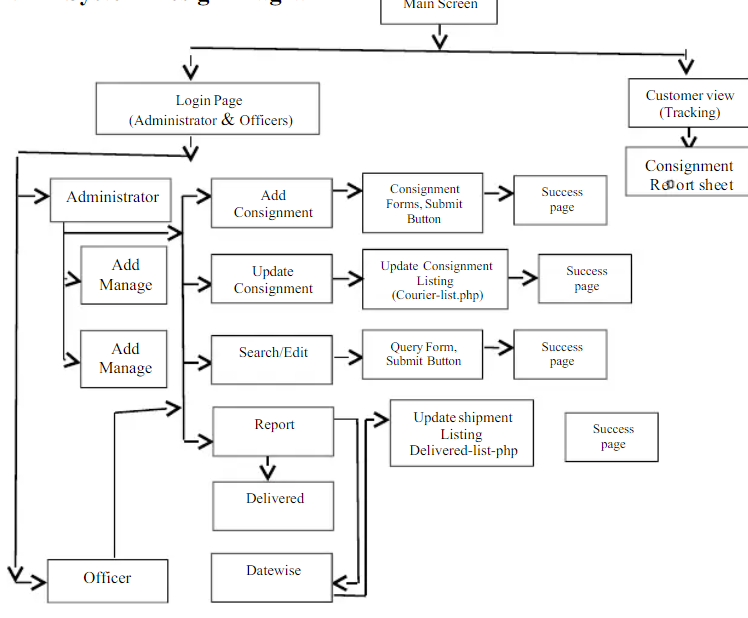 Main Screen
Login Page
(Administrator & Officers)
Customer view
(Tracking)
Consignment
Report sheet
Administrator
Add
Consignment
Consignment
Forms, Submit
Button
Success
page
Add
Manage
Update
Consignment
Update Consignment
Listing
(Courier-list.php)
Success
page
Add
Manage
Search/Edit
Query Form,
Submit Button
Success
page
Report
Update shipment
Listing
Delivered-list-php
Success
page
Delivered
Officer
Datewise